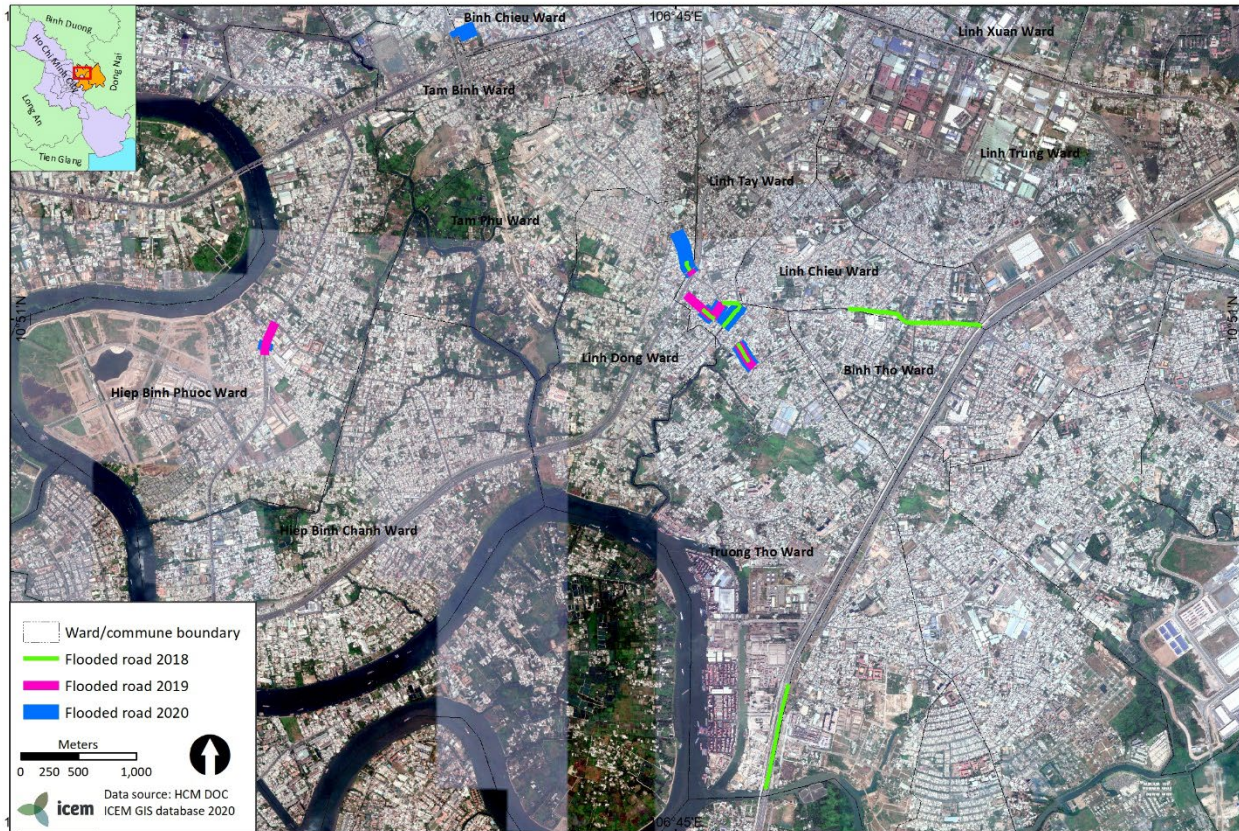 Binh Duong
Ho Chi Minh City
Dong Nai
Long An
Tien Giang
Binh Chieu Ward
106°45'E
Linh Xuan Ward
Tam Binh Ward
Linh Trung Ward
Linh Tay Ward
Tam Phu Ward
Linh Chieu Ward
10°51'N
10°51'N
Linh Dong Ward
Binh Tho Ward
Hiep Binh Phuoc Ward
Hiep Binh Chanh Ward
Truong Tho Ward
Ward/commune boundary
Flooded road 2018
Flooded road 2019
Flooded road 2020
Meters
0 250 500 1,000
icem
Data source: HCM DOC
ICEM GIS database 2020
106°45'E